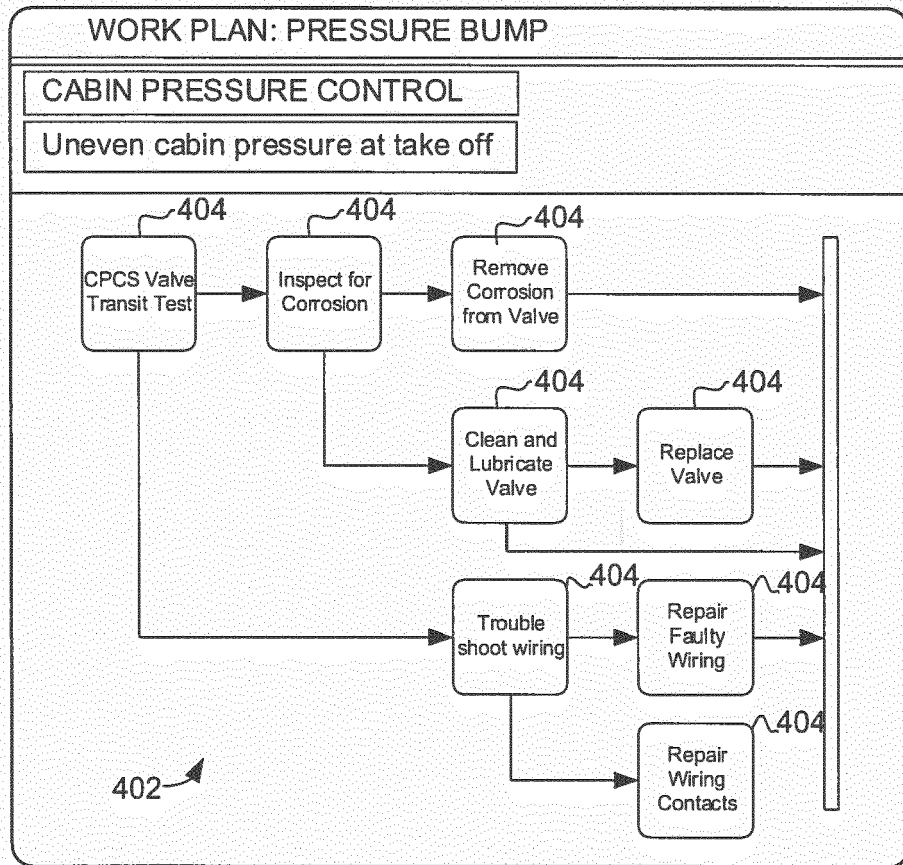 WORK PLAN: PRESSURE BUMP
CABIN PRESSURE CONTROL
Uneven cabin pressure at take off
404
404
404
CPCS Valve
Transit Test
Inspect for
Corrosion
Remove
Corrosion
from Valve
404
404
Clean and
Lubricate
Valve
Replace
Valve
404
404
Trouble
shoot wiring
Repair
Faulty
Wiring
404
Repair
Wiring
Contacts
402